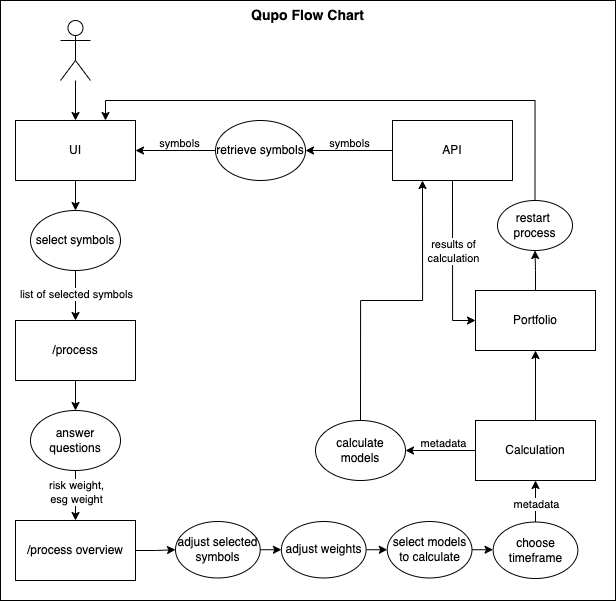 Qupo Flow Chart
UI
symbols
retrieve symbols
symbols
API
select symbols
restart
process
results of
calculation
list of selected symbols
/process
Portfolio
answer
questions
calculate
models
metadata
Calculation
risk weight,
esg weight
metadata
/process overview
adjust selected
symbols
adjust weights
select models
to calculate
choose
timeframe